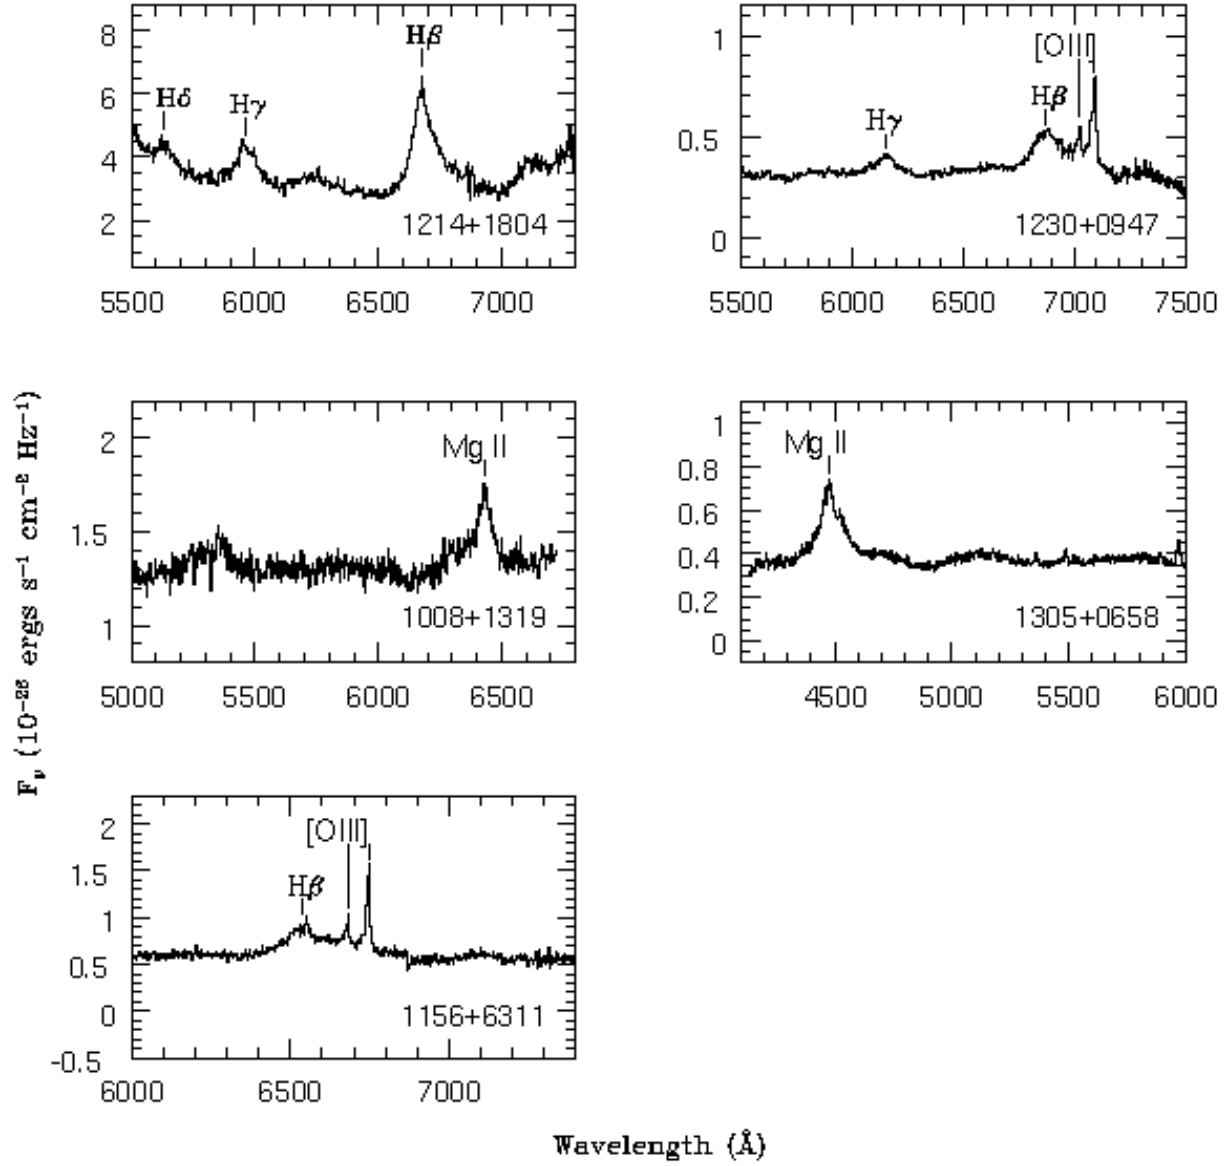 8
6
4
2
Hδ
Hγ
Hβ
1214+1804
5500 6000 6500 7000
1
0.5
0
Hγ
Hβ
[OIII]
1230+0947
5500 6000 6500 7000 7500
2
1.5
1
Mg II
1008+1319
5000 5500 6000 6500
1
0.8
0.6
0.4
0.2
0
Mg II
1305+0658
4500 5000 5500 6000
2
1.5
1
0.5
0
-0.5
Hβ
[OIII]
1156+6311
6000 6500 7000
Fν (10⁻²⁶ ergs s⁻¹ cm⁻² Hz⁻¹)
Wavelength (Å)